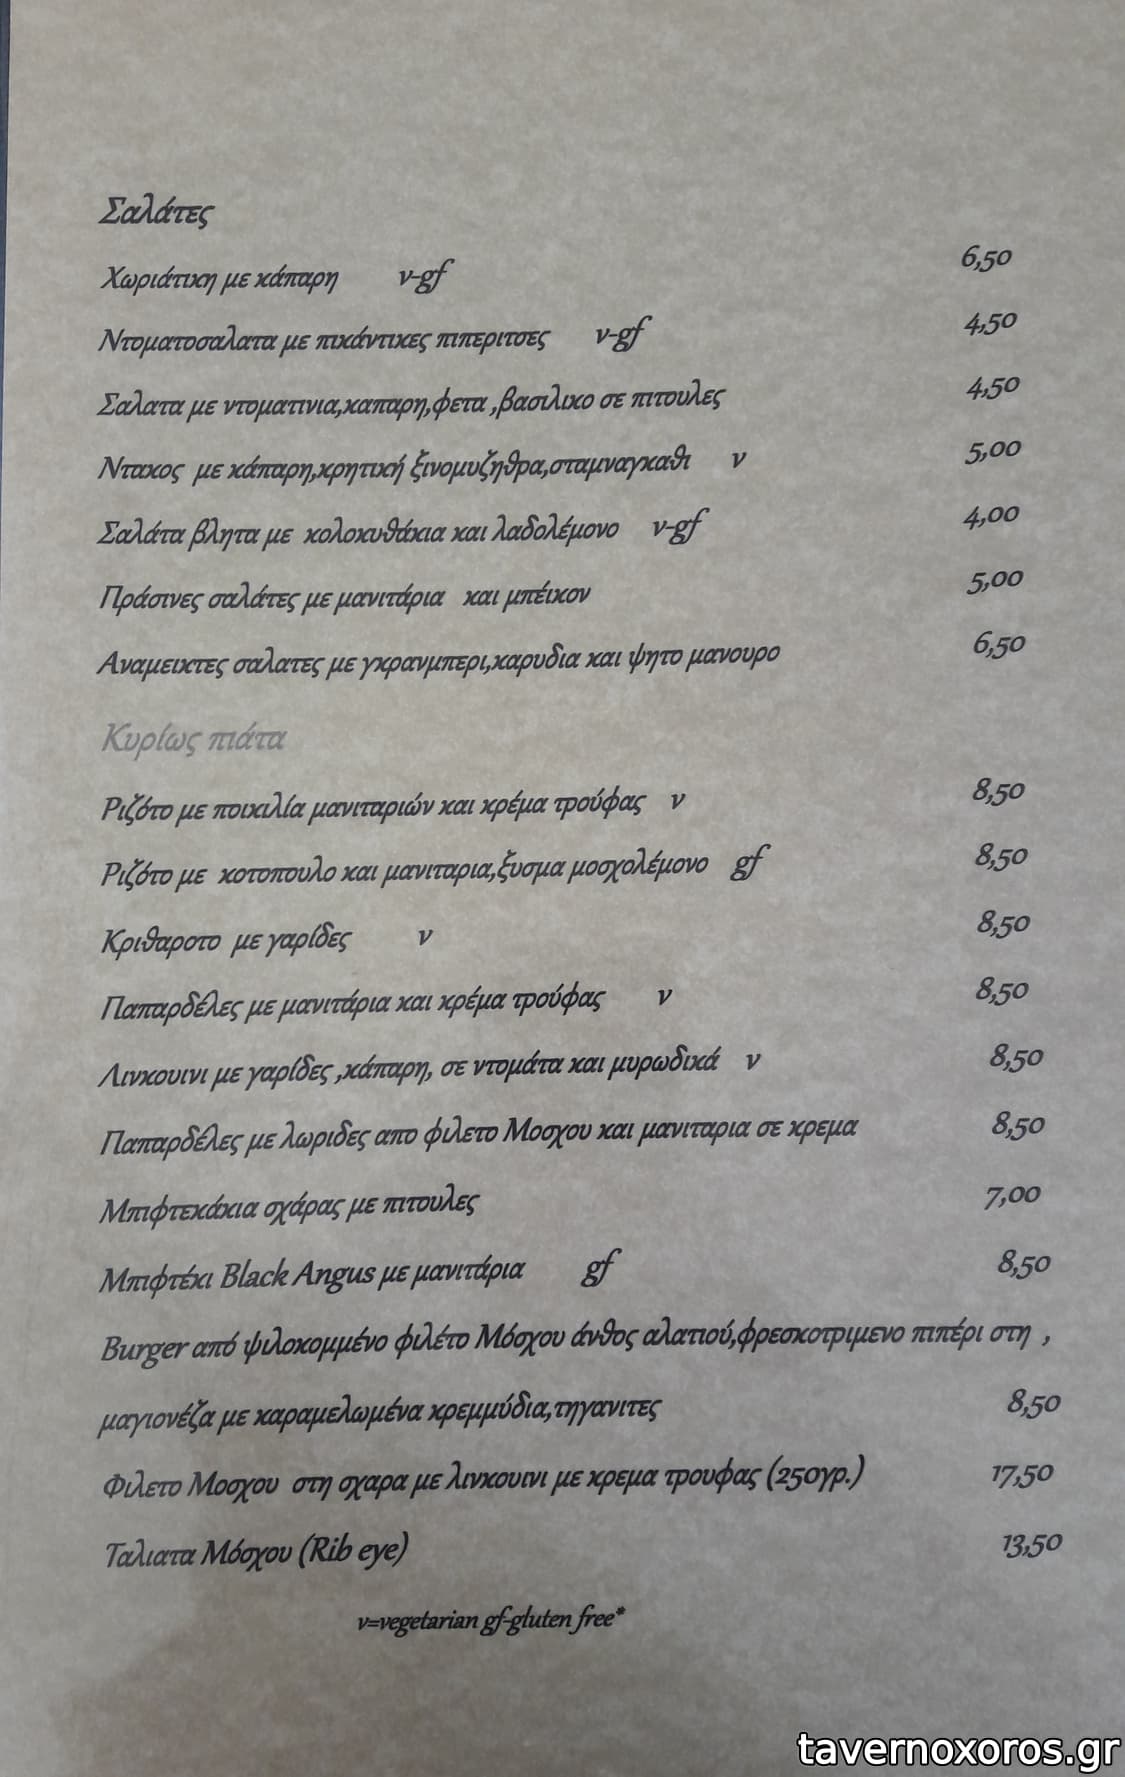 Σαλάτες
Χωριάτικη με κάπαρη v-gf 6,50
Ντοματοσαλατα με πικάντικες πιπεριτσες v-gf 4,50
Σαλατα με ντοματινια,καπαρη,φετα ,βασιλικο σε πιτουλες 4,50
Ντακος με κάπαρη,κρητική ξινομυζηθρα,σταμναγκαθι v 5,00
Σαλάτα βλητα με κολοκυθάκια και λαδολέμονο v-gf 4,00
Πράσινες σαλάτες με μανιτάρια και μπέικον 5,00
Αναμεικτες σαλατες με γκρανμπερι,καρυδια και ψητο μανουρο 6,50
Κυρίως πιάτα
Ριζότο με ποικιλία μανιταριών και κρέμα τρούφας v 8,50
Ριζότο με κοτοπουλο και μανιταρια,ξυσμα μοσχολέμονο gf 8,50
Κριθαροτο με γαρίδες v 8,50
Παπαρδέλες με μανιτάρια και κρέμα τρούφας v 8,50
Λινκουινι με γαρίδες ,κάπαρη, σε ντομάτα και μυρωδικά v 8,50
Παπαρδέλες με λωριδες απο φιλετο Μοσχου και μανιταρια σε κρεμα 8,50
Μπιφτεκάκια σχάρας με πιτουλες 7,00
Μπιφτέκι Black Angus με μανιτάρια gf 8,50
Burger από ψιλοκομμένο φιλέτο Μόσχου άνθος αλατιού,φρεσκοτριμενο πιπέρι στη ,
μαγιονέζα με καραμελωμένα κρεμμύδια,τηγανιτες 8,50
Φιλετο Μοσχου στη σχαρα με λινκουινι με κρεμα τρουφας (250γρ.) 17,50
Ταλιατα Μόσχου (Rib eye) 13,50
v=vegetarian gf-gluten free*
tavernoxoros.gr